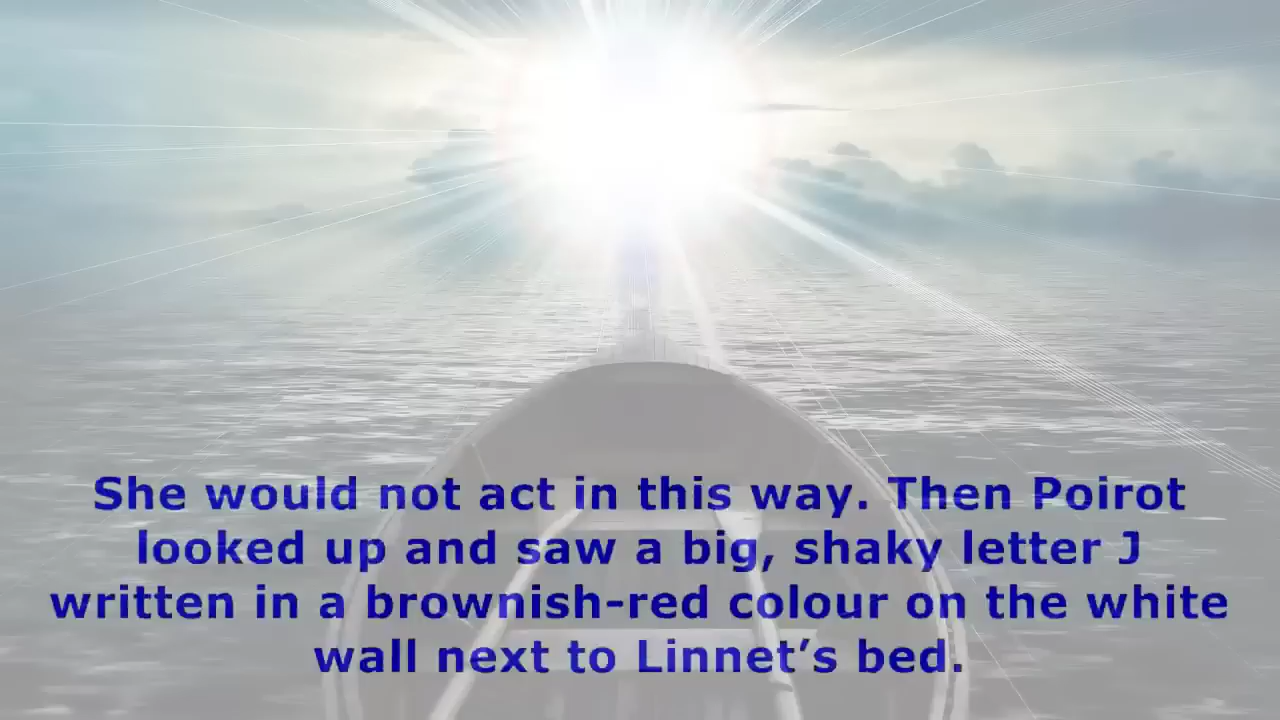 She would not act in this way. Then Poirot
looked up and saw a big, shaky letter J
written in a brownish-red colour on the white
wall next to Linnet’s bed.